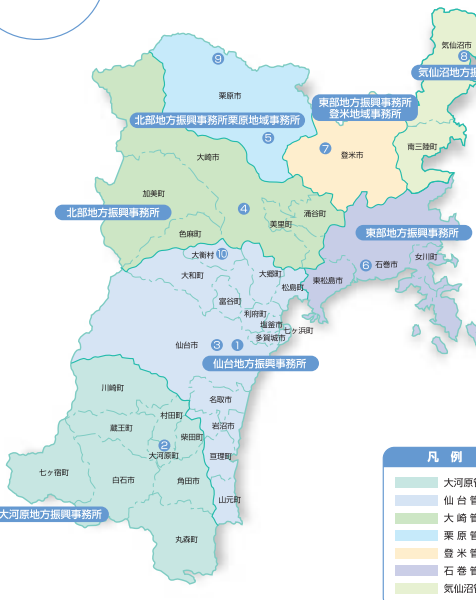 気仙沼市
⑧
気仙沼地方振
⑨
栗原市
東部地方振興事務所
登米地域事務所
北部地方振興事務所栗原地域事務所
⑤
⑦
登米市
南三陸町
大崎市
加美町
④
涌谷町
北部地方振興事務所
美里町
色麻町
東部地方振興事務所
大衡村
⑩
女川町
⑥
石巻市
大和町
大郷町
東松島市
松島町
富谷町
利府町
塩釜市
七ヶ浜町
多賀城市
仙台市
③
①
仙台地方振興事務所
川崎町
名取市
村田町
蔵王町
岩沼市
柴田町
②
大河原町
亘理町
七ヶ宿町
白石市
角田市
山元町
大河原地方振興事務所
丸森町
凡 例
大河原管
仙 台 管
大 崎 管
栗 原 管
登 米 管
石 巻 管
気仙沼管